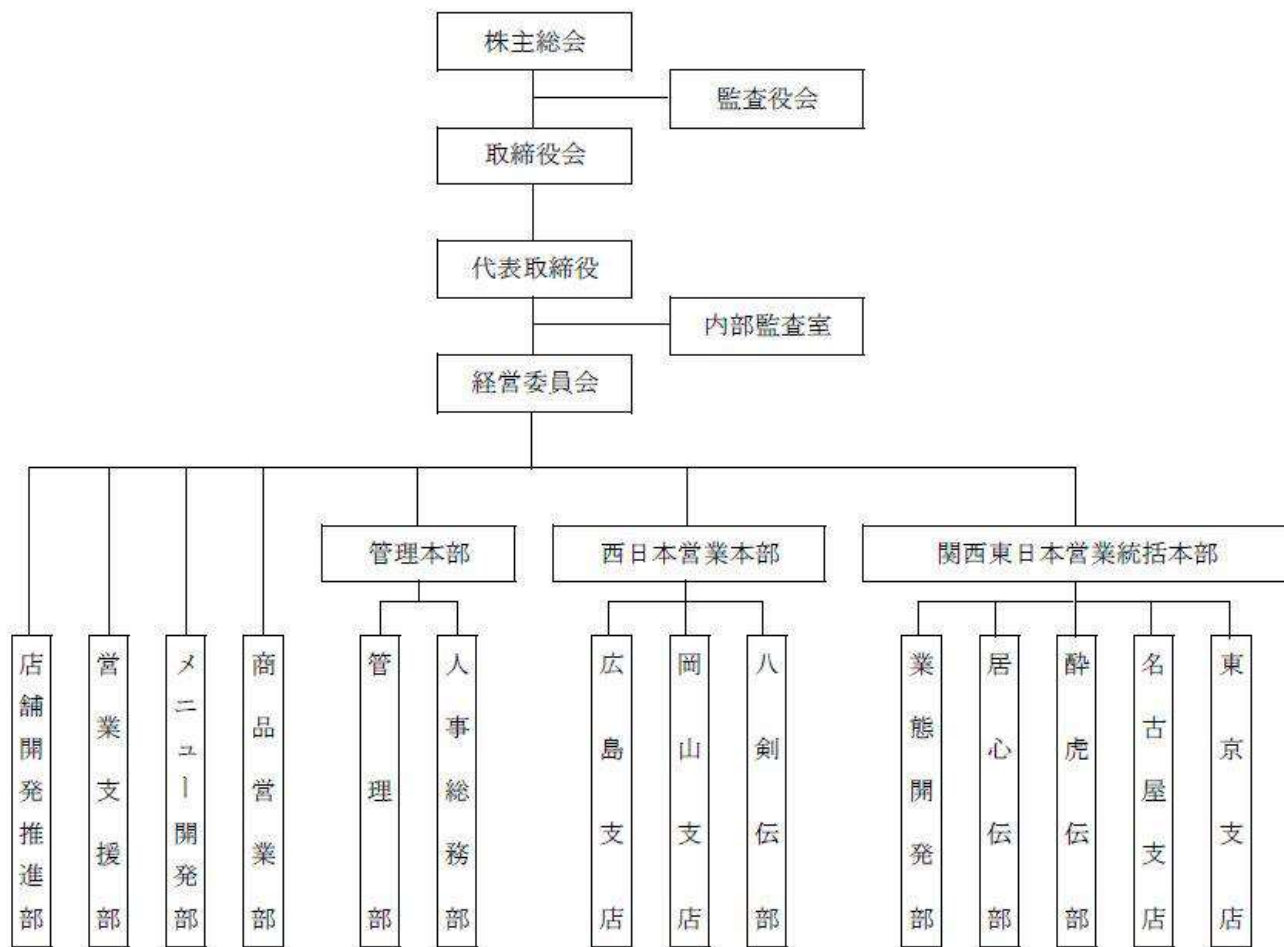 株主総会
監査役会
取締役会
代表取締役
内部監査室
経営委員会
管理本部
西日本営業本部
関西東日本営業統括本部
店舗開発推進部
営業支援部
メニュー開発部
商品営業部
管理部
人事総務部
広島支店
岡山支店
八剣伝部
業態開発部
居心伝部
酔虎伝部
名古屋支店
東京支店